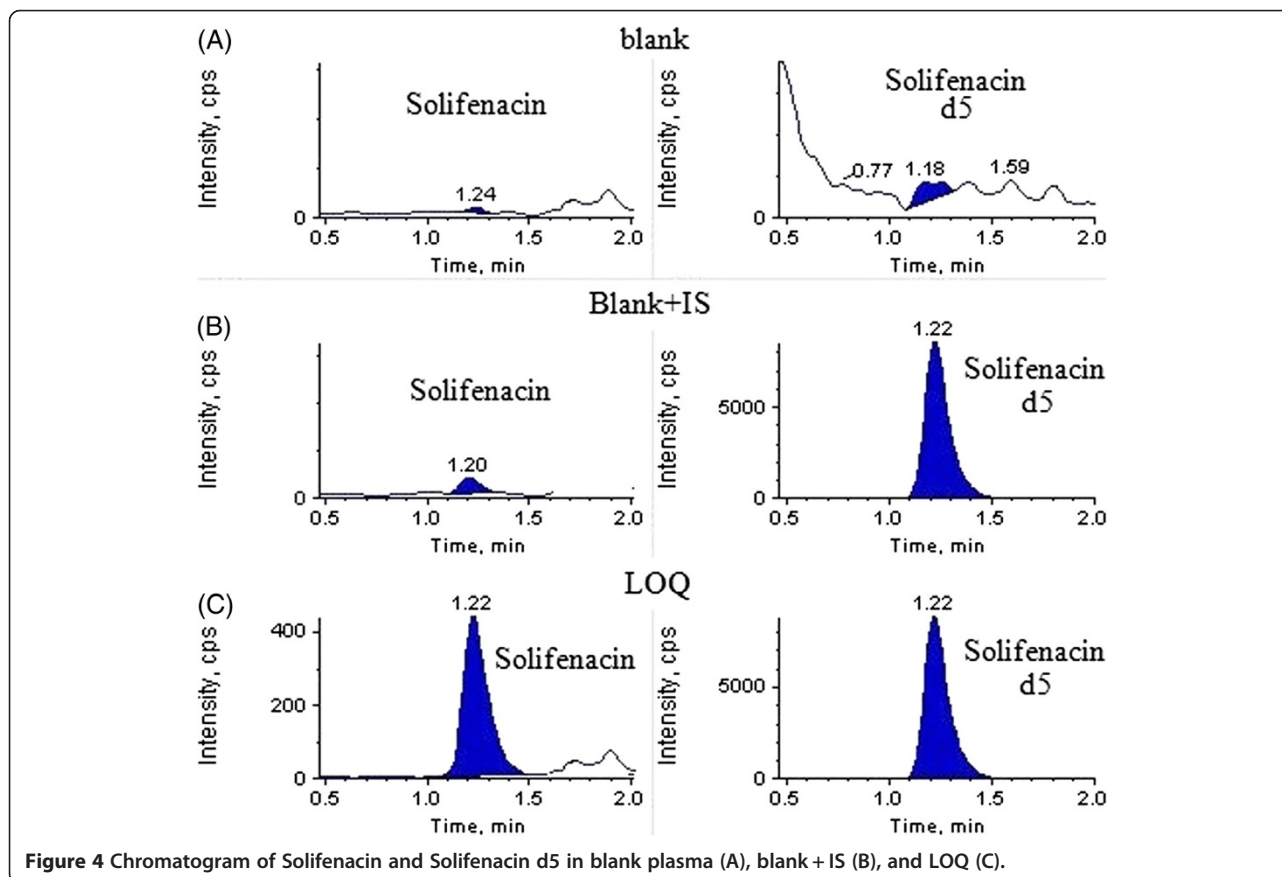 (A)
blank
Intensity, cps
Solifenacin
1.24
0
0.5 1.0 1.5 2.0
Time, min
Intensity, cps
Solifenacin
d5
0.77 1.18 1.59
0
0.5 1.0 1.5 2.0
Time, min
Blank+IS
(B)
Intensity, cps
Solifenacin
1.20
0
0.5 1.0 1.5 2.0
Time, min
Intensity, cps
1.22
Solifenacin
d5
5000
0
0.5 1.0 1.5 2.0
Time, min
LOQ
(C)
Intensity, cps
1.22
400
Solifenacin
200
0
0.5 1.0 1.5 2.0
Time, min
Intensity, cps
1.22
Solifenacin
d5
5000
0
0.5 1.0 1.5 2.0
Time, min
Figure 4 Chromatogram of Solifenacin and Solifenacin d5 in blank plasma (A), blank + IS (B), and LOQ (C).